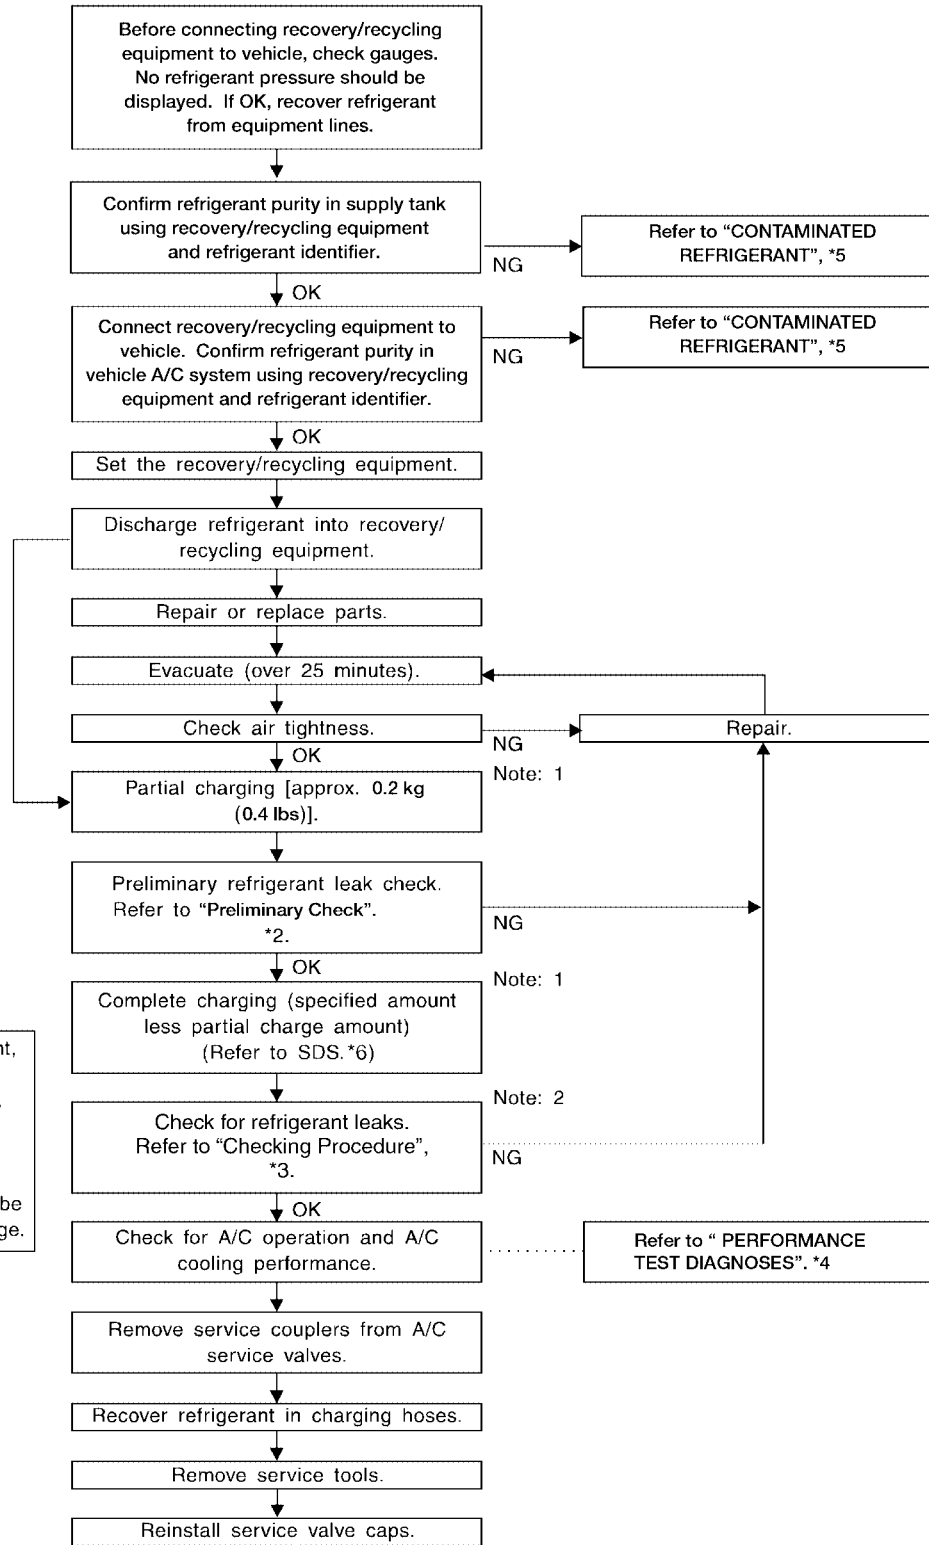 Before connecting recovery/recycling
equipment to vehicle, check gauges.
No refrigerant pressure should be
displayed. If OK, recover refrigerant
from equipment lines.
Confirm refrigerant purity in supply tank
using recovery/recycling equipment
and refrigerant identifier.
NG
Refer to “CONTAMINATED
REFRIGERANT”, *5
OK
Connect recovery/recycling equipment to
vehicle. Confirm refrigerant purity in
vehicle A/C system using recovery/recycling
equipment and refrigerant identifier.
NG
Refer to “CONTAMINATED
REFRIGERANT”, *5
OK
Set the recovery/recycling equipment.
Discharge refrigerant into recovery/
recycling equipment.
Repair or replace parts.
Evacuate (over 25 minutes).
Check air tightness.
NG
Repair.
OK
Note: 1
Partial charging [approx. 0.2 kg
(0.4 lbs)].
Preliminary refrigerant leak check.
Refer to “Preliminary Check”.
*2.
NG
OK
Note: 1
Complete charging (specified amount
less partial charge amount)
(Refer to SDS.*6)
Note: 2
Check for refrigerant leaks.
Refer to “Checking Procedure”,
*3.
NG
be
OK
Check for A/C operation and A/C
cooling performance.
Refer to “ PERFORMANCE
TEST DIAGNOSES”. *4
Remove service couplers from A/C
service valves.
Recover refrigerant in charging hoses.
Remove service tools.
Reinstall service valve caps.